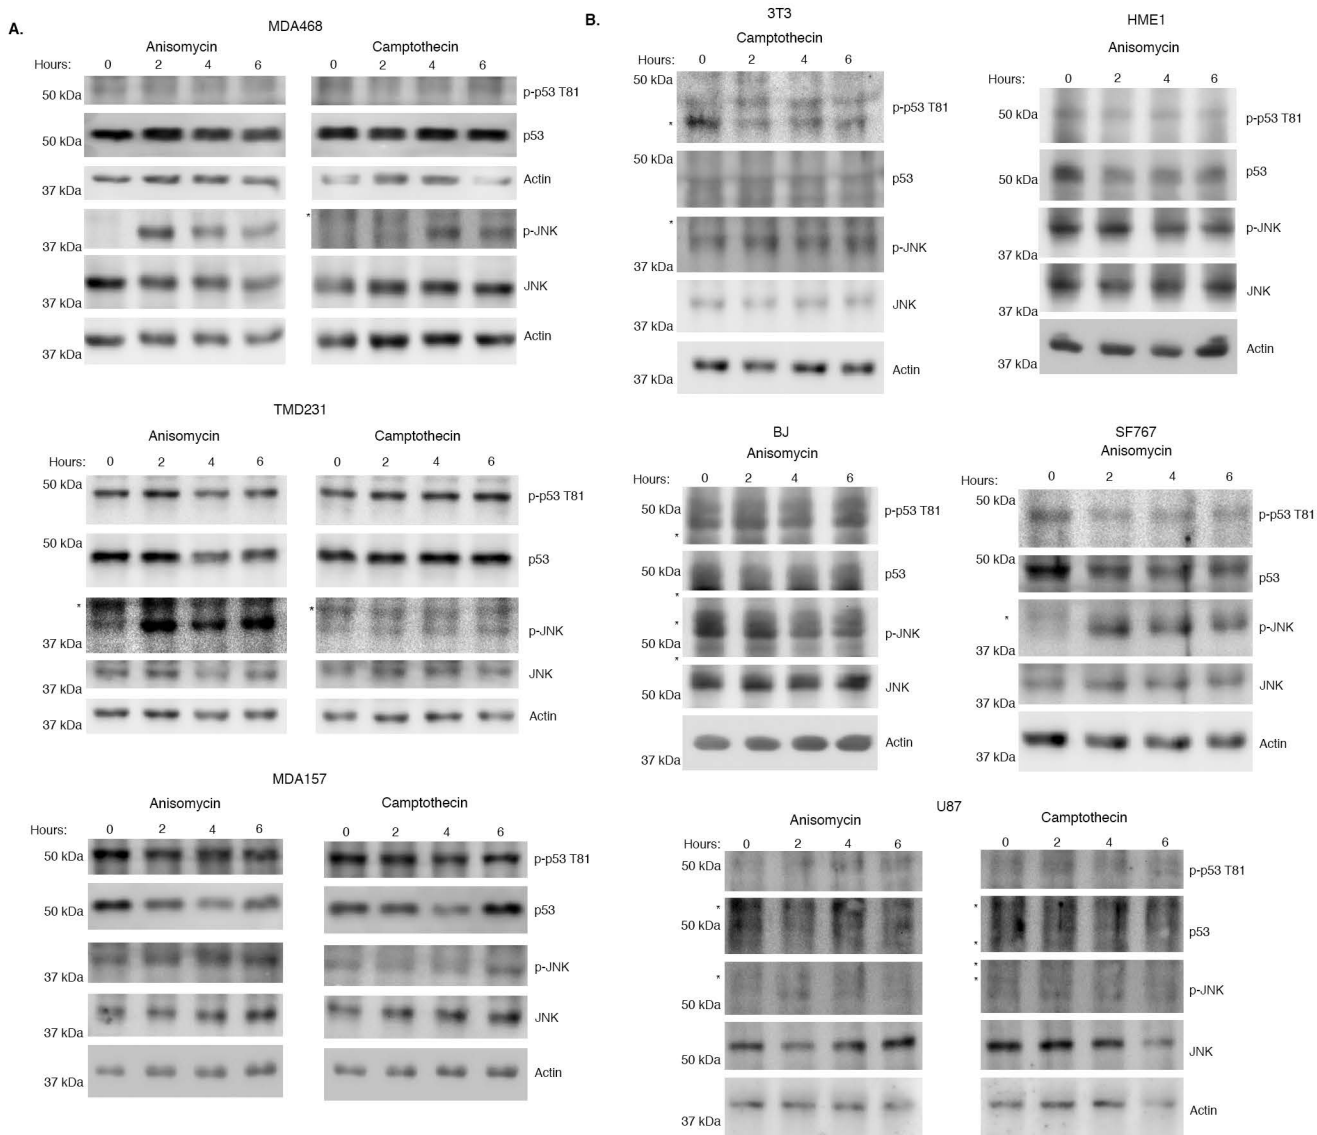 A.
MDA468
Anisomycin Camptothecin
Hours: 0 2 4 6 0 2 4 6
50 kDa p-p53 T81
50 kDa p53
37 kDa Actin
* 37 kDa p-JNK
37 kDa JNK
37 kDa Actin
TMD231
Anisomycin Camptothecin
Hours: 0 2 4 6 0 2 4 6
50 kDa p-p53 T81
50 kDa p53
* * 37 kDa p-JNK
37 kDa JNK
37 kDa Actin
MDA157
Anisomycin Camptothecin
Hours: 0 2 4 6 0 2 4 6
50 kDa p-p53 T81
50 kDa p53
37 kDa p-JNK
37 kDa JNK
37 kDa Actin
B.
3T3
Camptothecin
Hours: 0 2 4 6
50 kDa p-p53 T81
*
50 kDa p53
*
37 kDa p-JNK
37 kDa JNK
37 kDa Actin
HME1
Anisomycin
Hours: 0 2 4 6
50 kDa p-p53 T81
50 kDa p53
37 kDa p-JNK
37 kDa JNK
37 kDa Actin
BJ
Anisomycin
Hours: 0 2 4 6
50 kDa p-p53 T81
*
50 kDa p53
*
*
50 kDa p-JNK
*
50 kDa JNK
37 kDa Actin
SF767
Anisomycin
Hours: 0 2 4 6
50 kDa p-p53 T81
50 kDa p53
*
37 kDa p-JNK
37 kDa JNK
37 kDa Actin
U87
Anisomycin Camptothecin
Hours: 0 2 4 6 0 2 4 6
50 kDa p-p53 T81
* *
50 kDa p53
*
*
* *
50 kDa p-JNK
50 kDa JNK
37 kDa Actin